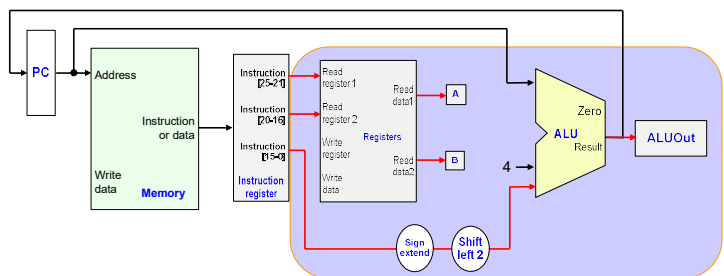 PC
Address
Instruction
or data
Write
data
Memory
Instruction
[25-21]
Instruction
[20-16]
Instruction
[15-0]
Instruction
register
Read
register1
Read
register 2
Write
register
Write
data
Registers
Read
data1
Read
data2
A
B
Sign
extend
Shift
left 2
4
Zero
ALU
Result
ALUOut